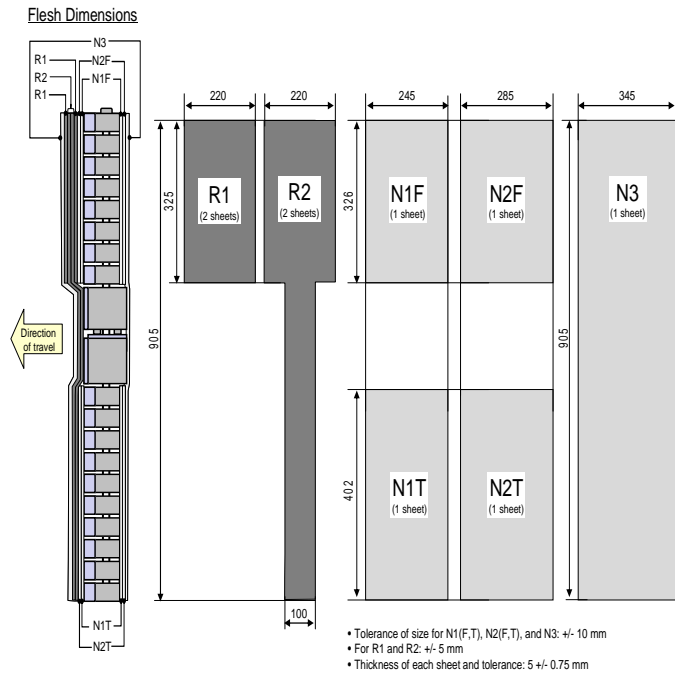 Flesh Dimensions
N3
R1
N2F
R2
N1F
R1
220
220
245
285
345
R1
(2 sheets)
R2
(2 sheets)
N1F
(1 sheet)
N2F
(1 sheet)
N3
(1 sheet)
325
326
905
905
Direction
of travel
402
N1T
(1 sheet)
N2T
(1 sheet)
100
N1T
N2T
• Tolerance of size for N1(F,T), N2(F,T), and N3: +/- 10 mm
• For R1 and R2: +/- 5 mm
• Thickness of each sheet and tolerance: 5 +/- 0.75 mm